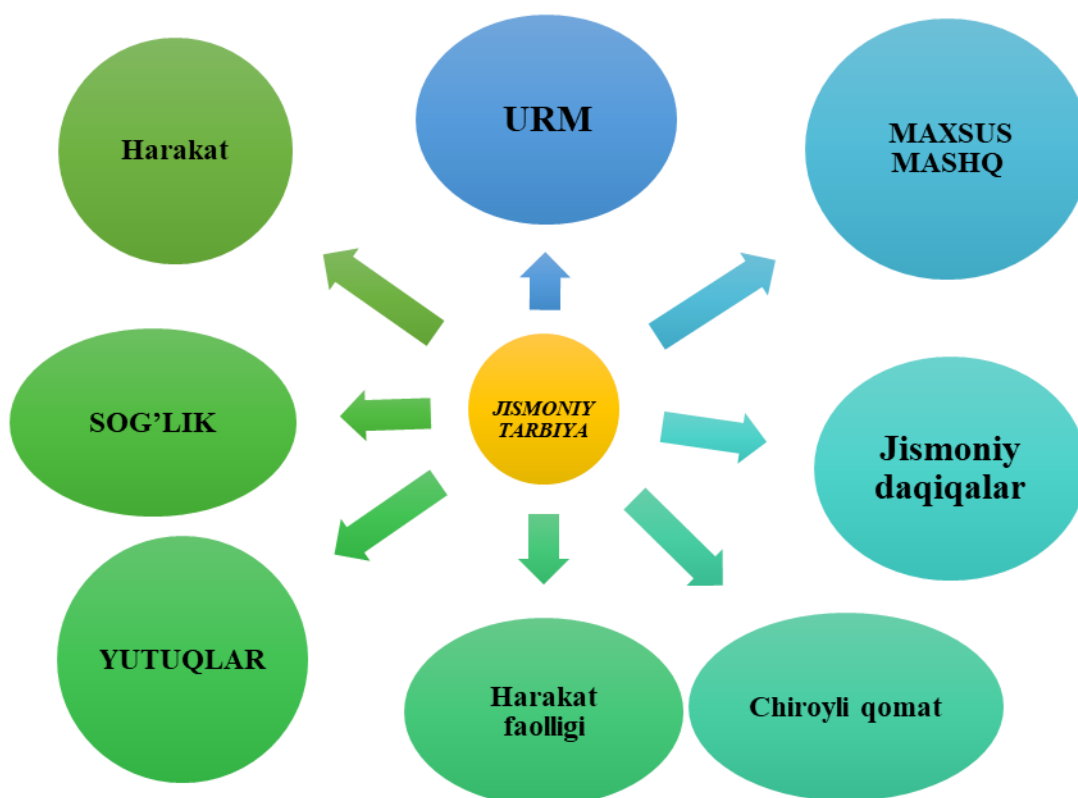 URM
Harakat
MAXSUS
MASHQ
SOG’LIK
JISMONIY
TARBIYA
Jismoniy
daqiqalar
YUTUQLAR
Harakat
faolligi
Chiroyli qomat